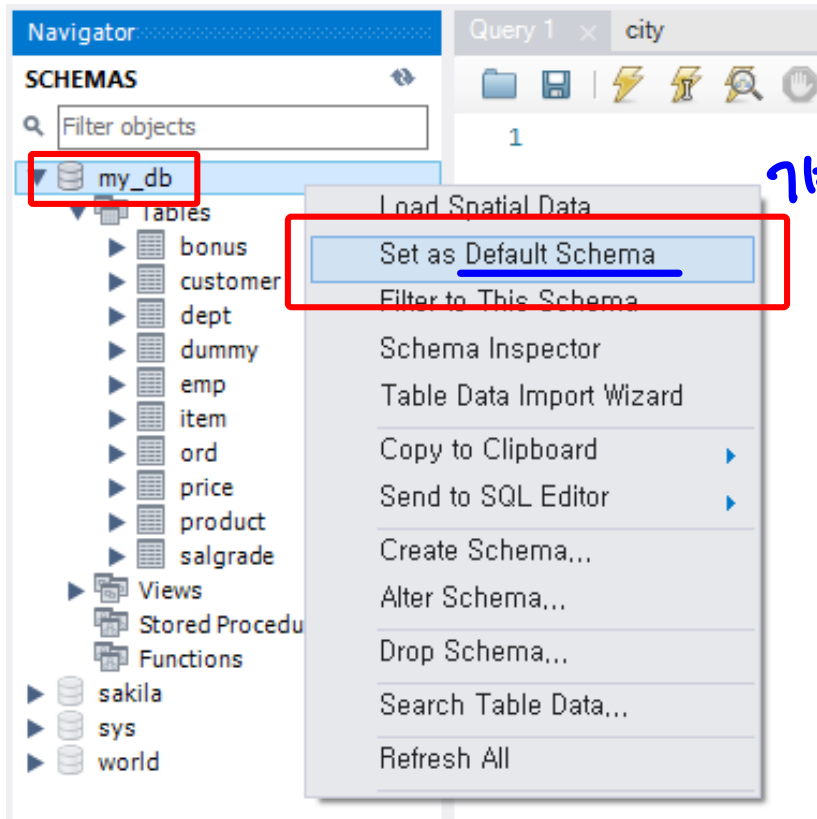 Navigator
Query 1
city
SCHEMAS
Filter objects
1
my_db
Tables
bonus
customer
dept
dummy
emp
item
ord
price
product
salgrade
Views
Stored Procedu
Functions
sakila
sys
world
Load Spatial Data
Set as Default Schema
Filter to This Schema
Schema Inspector
Table Data Import Wizard
Copy to Clipboard
Send to SQL Editor
Create Schema...
Alter Schema...
Drop Schema...
Search Table Data...
Refresh All